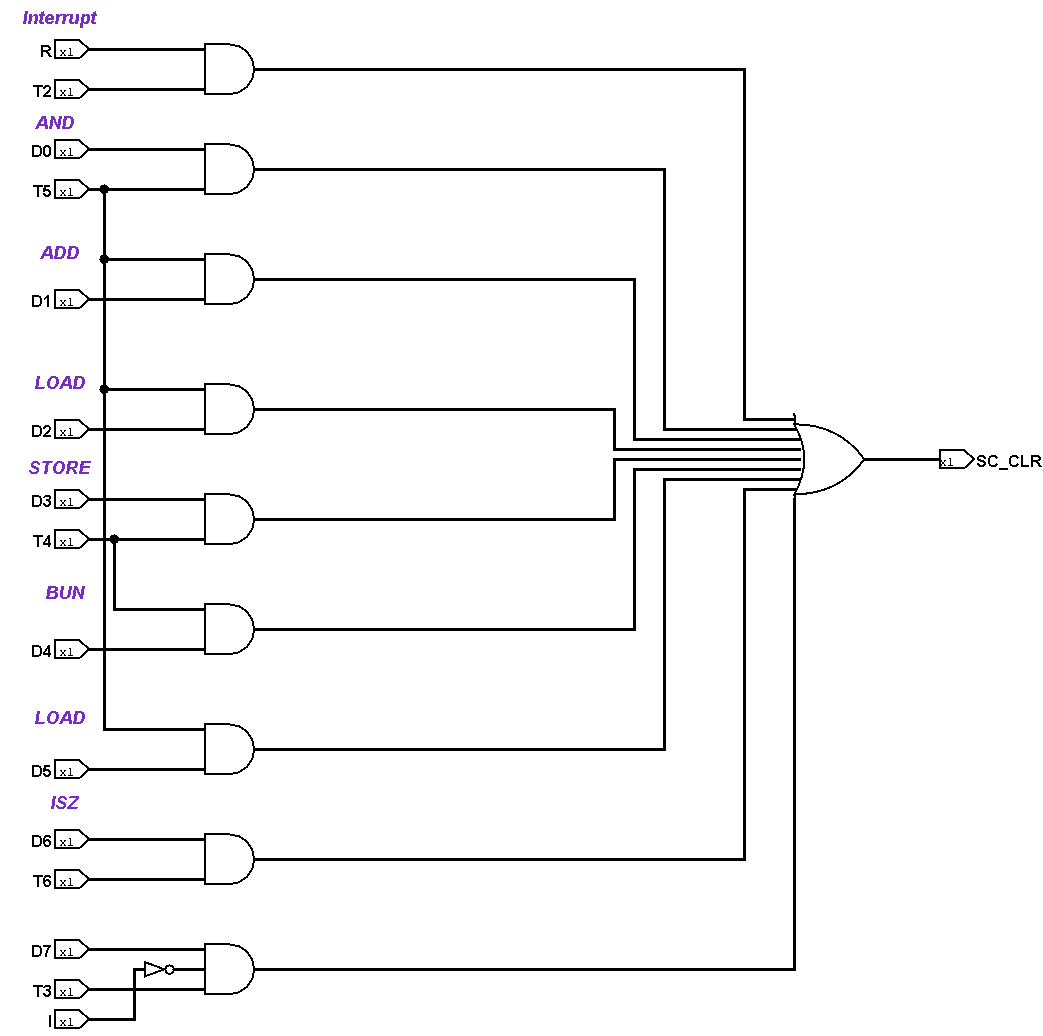 Interrupt
R x1
T2 x1
AND
D0 x1
T5 x1
ADD
D1 x1
LOAD
D2 x1
STORE
D3 x1
T4 x1
BUN
D4 x1
LOAD
D5 x1
ISZ
D6 x1
T6 x1
D7 x1
T3 x1
I x1
x1 SC_CLR